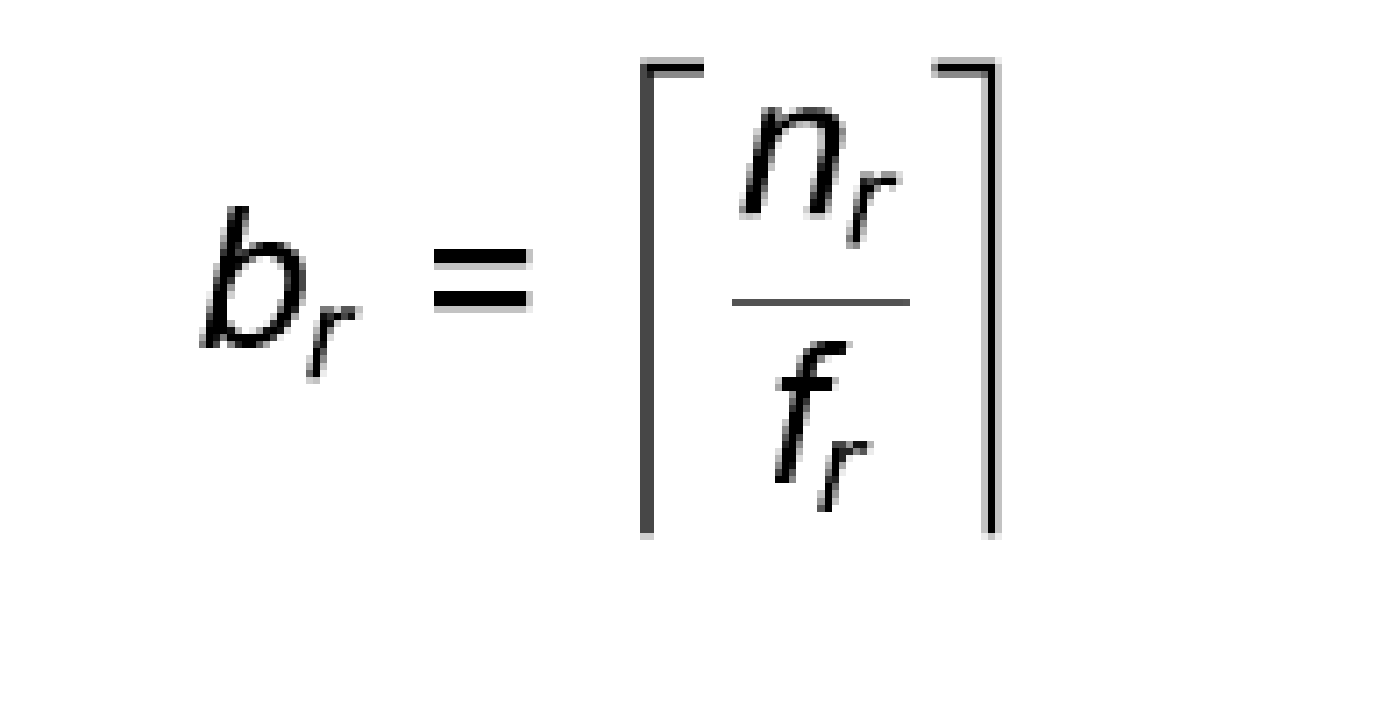 b_r = ⌈n_r / f_r⌉